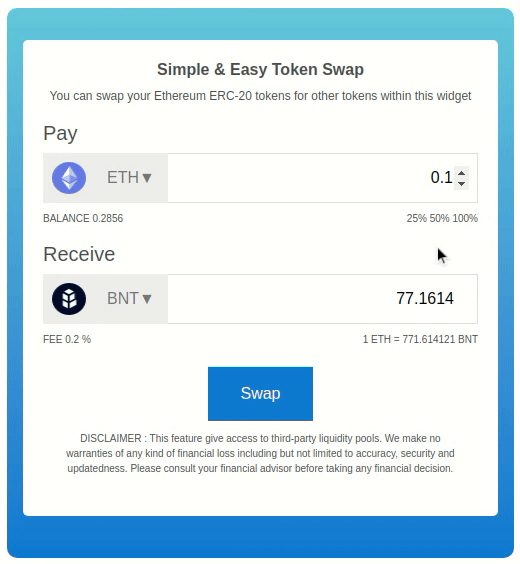 Simple & Easy Token Swap
You can swap your Ethereum ERC-20 tokens for other tokens within this widget
Pay
ETH▼ 0.1
BALANCE 0.2856 25% 50% 100%
Receive
BNT▼ 77.1614
FEE 0.2 % 1 ETH = 771.614121 BNT
Swap
DISCLAIMER : This feature give access to third-party liquidity pools. We make no
warranties of any kind of financial loss including but not limited to accuracy, security and
updatedness. Please consult your financial advisor before taking any financial decision.